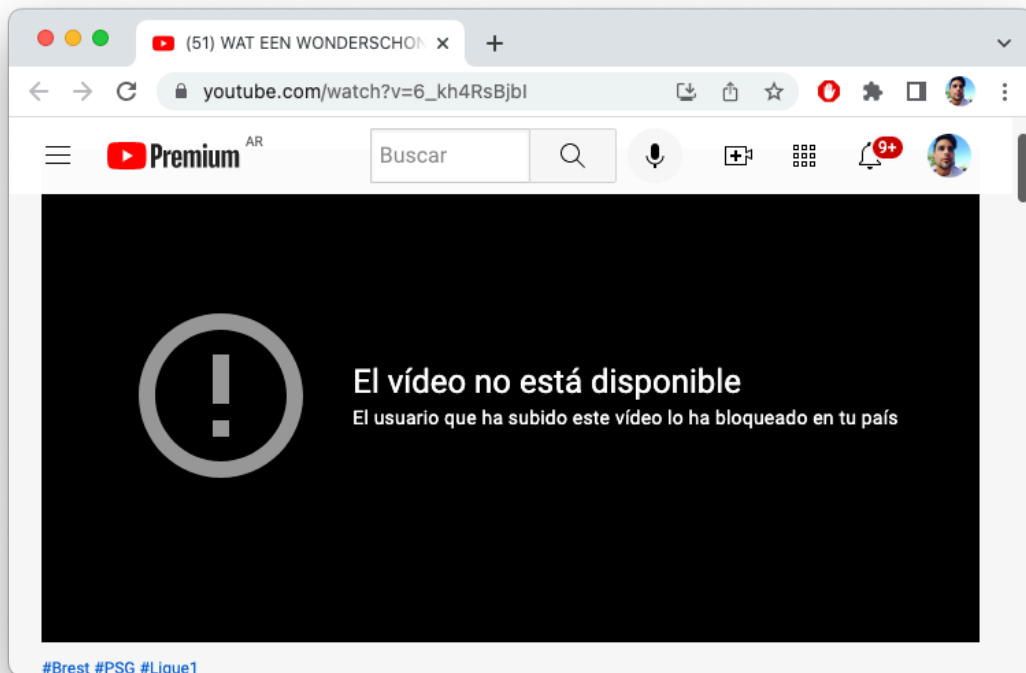 (51) WAT EEN WONDERSCHON
youtube.com/watch?v=6_kh4RsBjbI
Premium AR
Buscar
9+
El vídeo no está disponible
El usuario que ha subido este vídeo lo ha bloqueado en tu país
#Brest #PSG #Ligue1